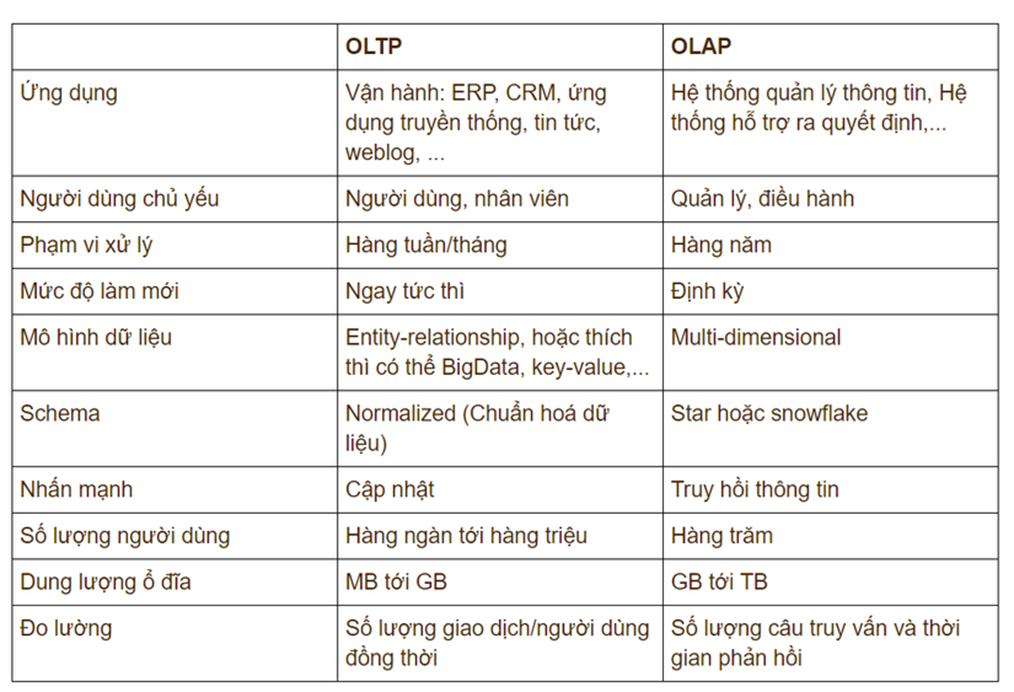 OLTP OLAP
Ứng dụng
Vận hành: ERP, CRM, ứng
dụng truyền thống, tin tức,
weblog, ...
Hệ thống quản lý thông tin, Hệ
thống hỗ trợ ra quyết định,...
Người dùng chủ yếu
Người dùng, nhân viên
Quản lý, điều hành
Phạm vi xử lý
Hàng tuần/tháng
Hàng năm
Mức độ làm mới
Ngay tức thì
Định kỳ
Mô hình dữ liệu
Entity-relationship, hoặc thích
thì có thể BigData, key-value,...
Multi-dimensional
Schema
Normalized (Chuẩn hoá dữ
liệu)
Star hoặc snowflake
Nhấn mạnh
Cập nhật
Truy hồi thông tin
Số lượng người dùng
Hàng ngàn tới hàng triệu
Hàng trăm
Dung lượng ổ đĩa
MB tới GB
GB tới TB
Đo lường
Số lượng giao dịch/người dùng
đồng thời
Số lượng câu truy vấn và thời
gian phản hồi